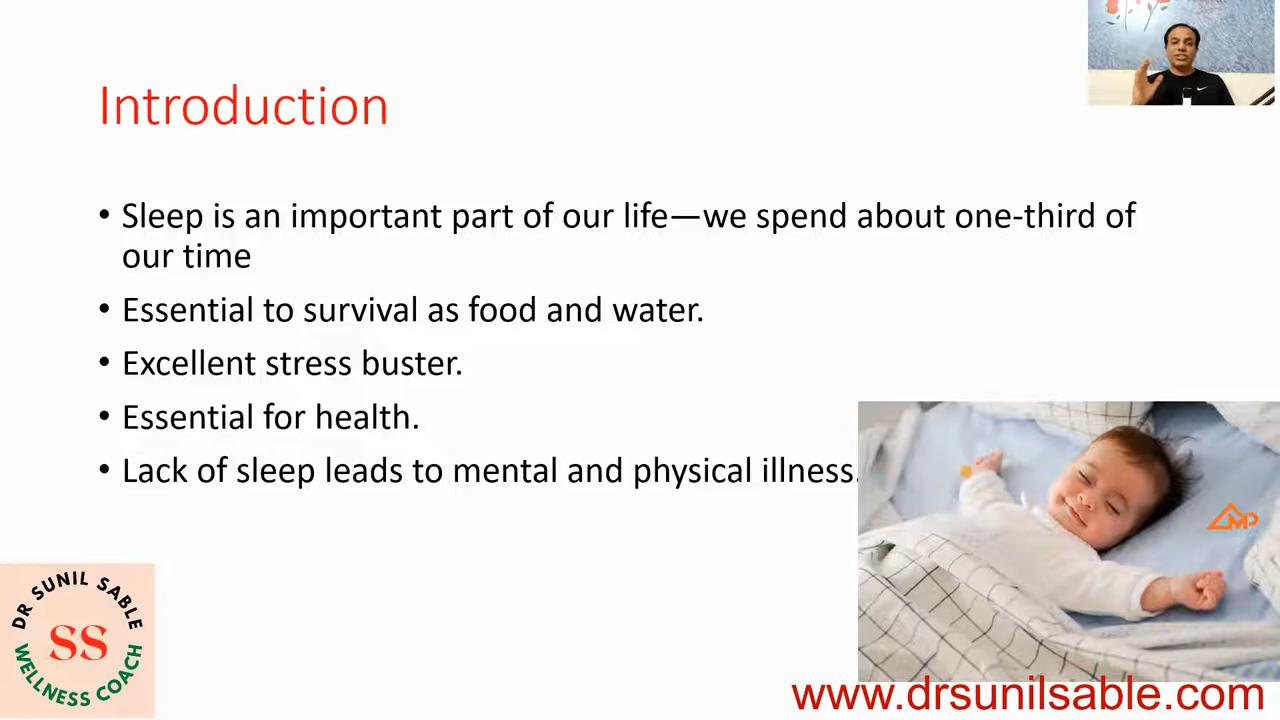 Introduction
• Sleep is an important part of our life—we spend about one-third of
our time
• Essential to survival as food and water.
• Excellent stress buster.
• Essential for health.
• Lack of sleep leads to mental and physical illness.
MP
DR SUNIL SABLE
SS
WELLNESS COACH
www.drsunilsable.com